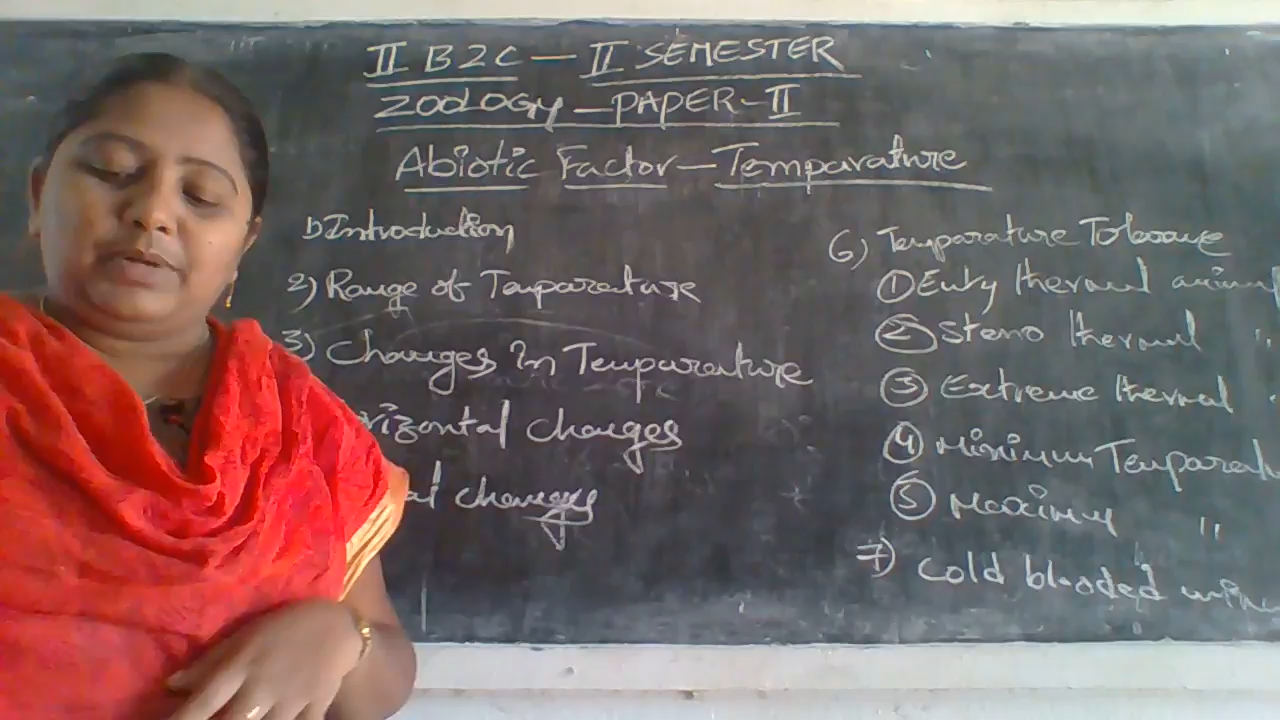 II BZC — II SEMESTER
ZOOLOGY — PAPER - II
Abiotic Factor — Temparature
1) Introduction
2) Range of Temparature
3) Changes In Temparature
rizontal changes
al changes
6) Temparature Tolerance
① Eury thermal
② Steno thermal "
③ Extreme thermal
④ Minimum Temparat
⑤ Maximum "
7) Cold blooded